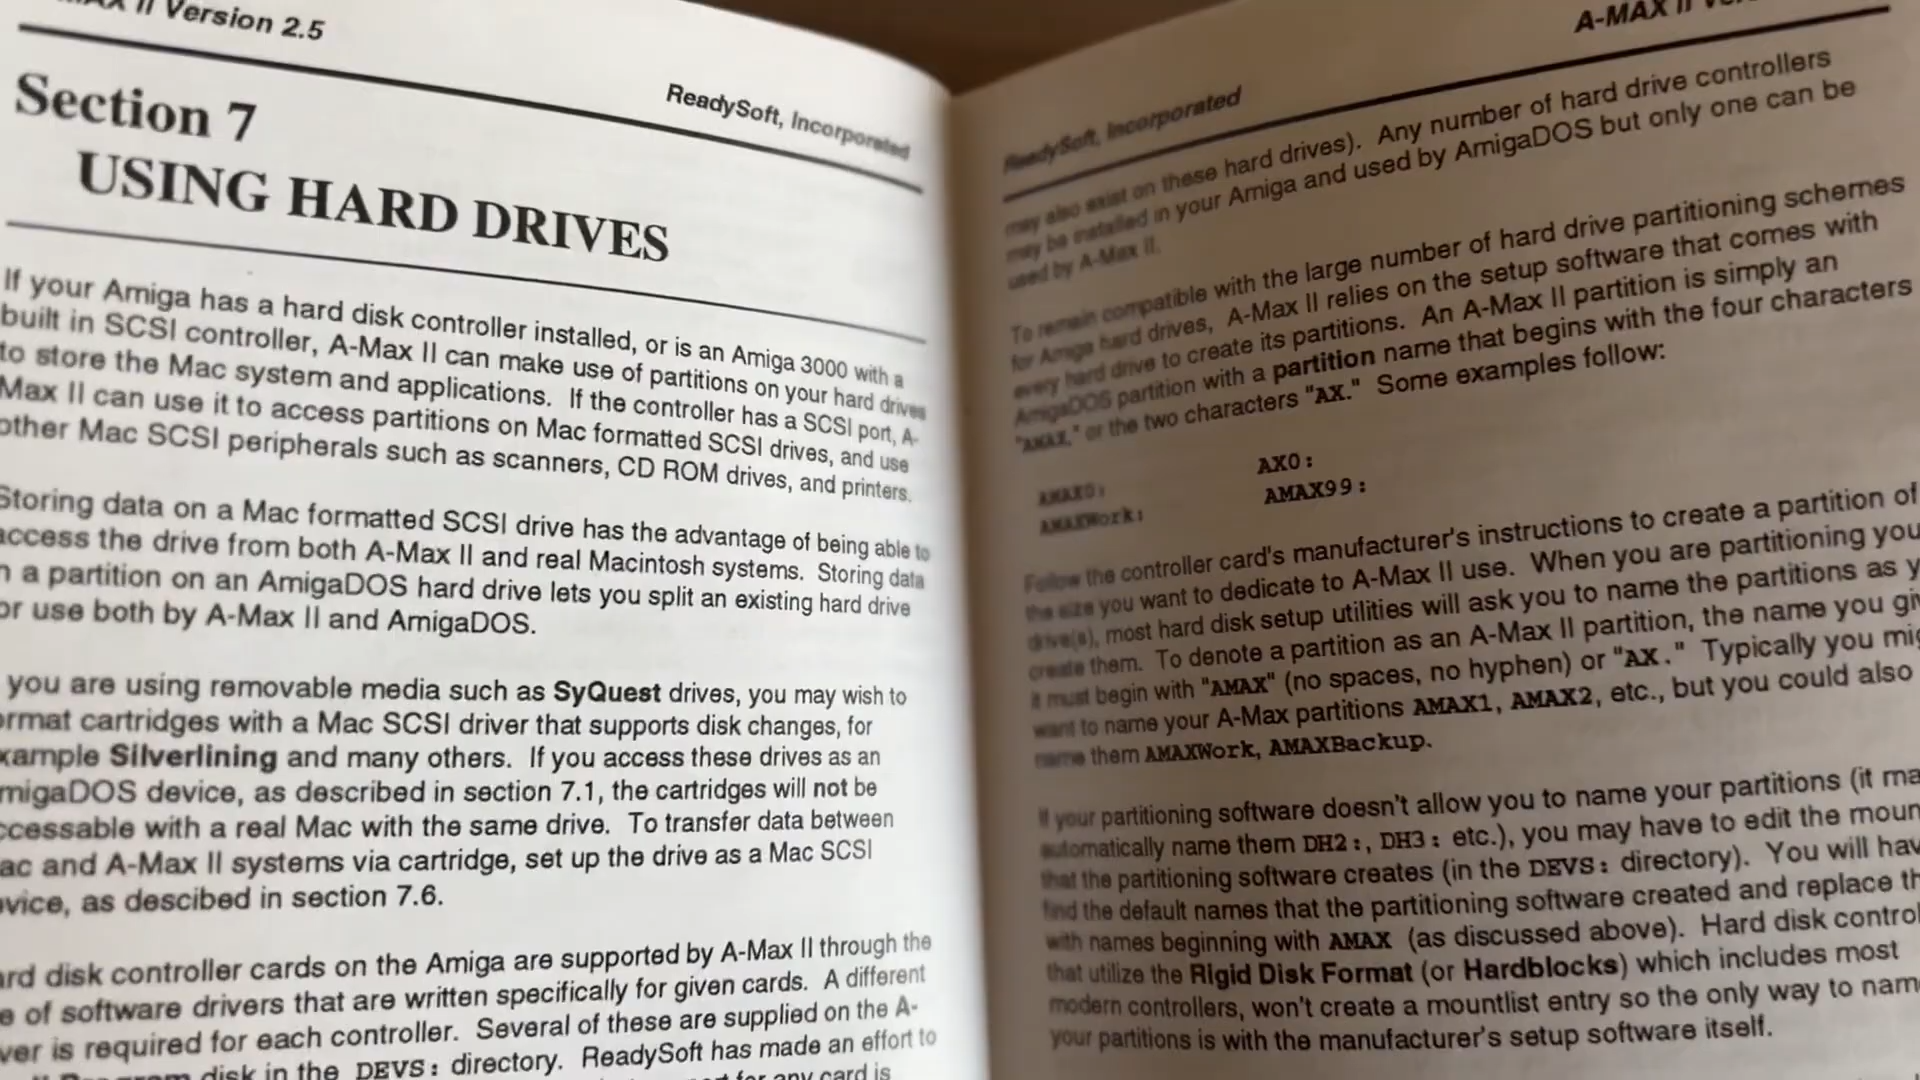 II Version 2.5
ReadySoft, Incorporated
Section 7
USING HARD DRIVES
If your Amiga has a hard disk controller installed, or is an Amiga 3000 with a
built in SCSI controller, A-Max II can make use of partitions on your hard drives
to store the Mac system and applications. If the controller has a SCSI port, A-
Max II can use it to access partitions on Mac formatted SCSI drives, and use
other Mac SCSI peripherals such as scanners, CD ROM drives, and printers.
Storing data on a Mac formatted SCSI drive has the advantage of being able to
access the drive from both A-Max II and real Macintosh systems. Storing data
n a partition on an AmigaDOS hard drive lets you split an existing hard drive
or use both by A-Max II and AmigaDOS.
you are using removable media such as SyQuest drives, you may wish to
ormat cartridges with a Mac SCSI driver that supports disk changes, for
xample Silverlining and many others. If you access these drives as an
migaDOS device, as described in section 7.1, the cartridges will not be
ccessable with a real Mac with the same drive. To transfer data between
ac and A-Max II systems via cartridge, set up the drive as a Mac SCSI
evice, as descibed in section 7.6.
ard disk controller cards on the Amiga are supported by A-Max II through the
e of software drivers that are written specifically for given cards. A different
ver is required for each controller. Several of these are supplied on the A-
Program disk in the DEVS: directory. ReadySoft has made an effort to
for any card is
A-MAX II
ReadySoft, Incorporated
may also exist on these hard drives). Any number of hard drive controllers
may be installed in your Amiga and used by AmigaDOS but only one can be
used by A-Max II.
To remain compatible with the large number of hard drive partitioning schemes
for Amiga hard drives, A-Max II relies on the setup software that comes with
every hard drive to create its partitions. An A-Max II partition is simply an
AmigaDOS partition with a partition name that begins with the four characters
"AMAX," or the two characters "AX." Some examples follow:
AMAX0: AX0:
AMAXWork: AMAX99:
Follow the controller card's manufacturer's instructions to create a partition of
the size you want to dedicate to A-Max II use. When you are partitioning you
drive(s), most hard disk setup utilities will ask you to name the partitions as y
create them. To denote a partition as an A-Max II partition, the name you giv
it must begin with "AMAX" (no spaces, no hyphen) or "AX." Typically you mig
want to name your A-Max partitions AMAX1, AMAX2, etc., but you could also
name them AMAXWork, AMAXBackup.
If your partitioning software doesn't allow you to name your partitions (it ma
automatically name them DH2:, DH3: etc.), you may have to edit the moun
that the partitioning software creates (in the DEVS: directory). You will hav
find the default names that the partitioning software created and replace th
with names beginning with AMAX (as discussed above). Hard disk control
that utilize the Rigid Disk Format (or Hardblocks) which includes most
modern controllers, won't create a mountlist entry so the only way to nam
your partitions is with the manufacturer's setup software itself.